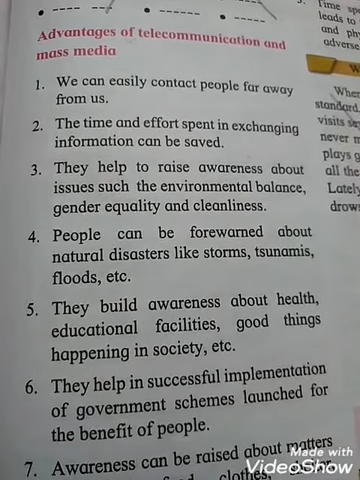 Advantages of telecommunication and
mass media
1. We can easily contact people far away
from us.
2. The time and effort spent in exchanging
information can be saved.
3. They help to raise awareness about
issues such the environmental balance,
gender equality and cleanliness.
4. People can be forewarned about
natural disasters like storms, tsunamis,
floods, etc.
5. They build awareness about health,
educational facilities, good things
happening in society, etc.
6. They help in successful implementation
of government schemes launched for
the benefit of people.
7. Awareness can be raised about matters
clothes,
leads to
and
adverse
standard.
visits
never
plays
all the
Lately
Made with
VideoShow